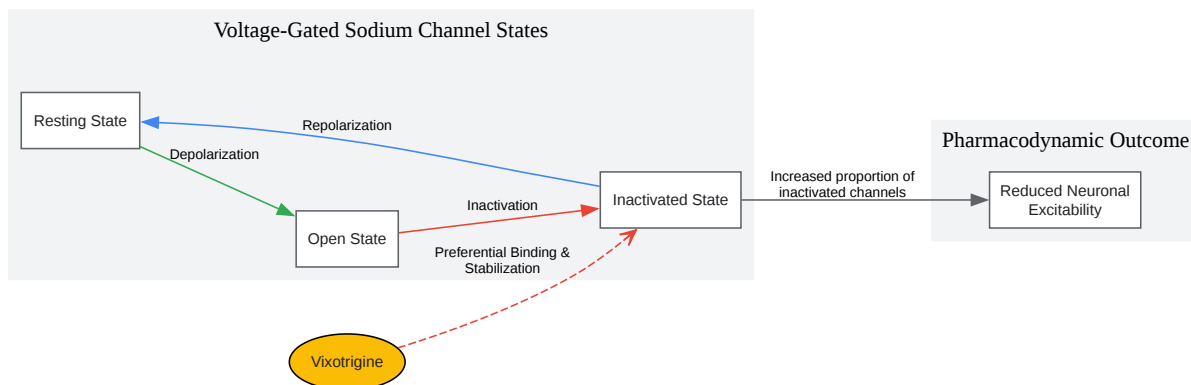 Voltage-Gated Sodium Channel States
Resting State
Repolarization
Depolarization
Open State
Inactivation
Inactivated State
Preferential Binding &
Stabilization
Vixotrigine
Increased proportion of
inactivated channels
Pharmacodynamic Outcome
Reduced Neuronal
Excitability